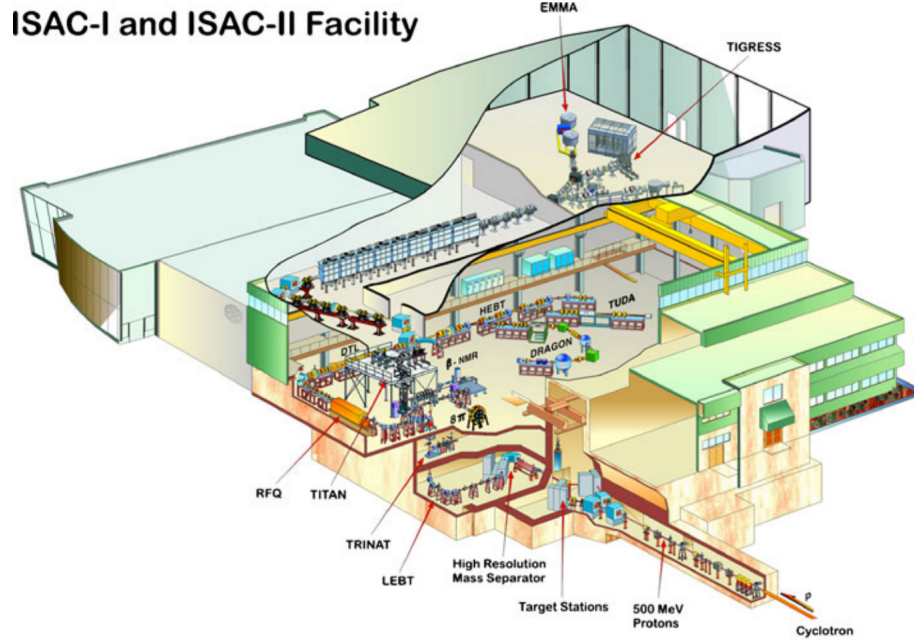 ISAC-I and ISAC-II Facility
EMMA
TIGRESS
HEBT
TUDA
DTL
DRAGON
β-NMR
8π
RFQ
TITAN
TRINAT
LEBT
High Resolution
Mass Separator
Target Stations
500 MeV
Protons
P
Cyclotron